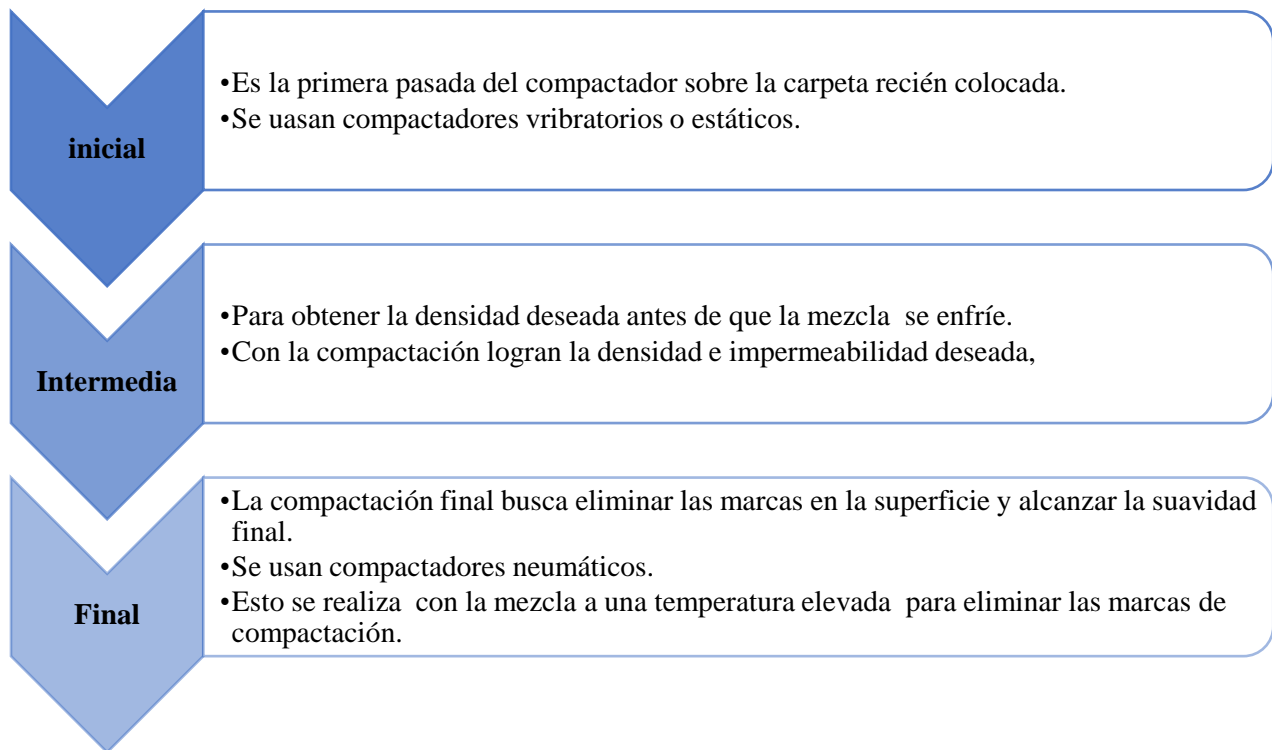 inicial
•Es la primera pasada del compactador sobre la carpeta recién colocada.
•Se uasan compactadores vribratorios o estáticos.
Intermedia
•Para obtener la densidad deseada antes de que la mezcla  se enfríe.
•Con la compactación logran la densidad e impermeabilidad deseada,
Final
•La compactación final busca eliminar las marcas en la superficie y alcanzar la suavidad
final.
•Se usan compactadores neumáticos.
•Esto se realiza  con la mezcla a una temperatura elevada  para eliminar las marcas de
compactación.